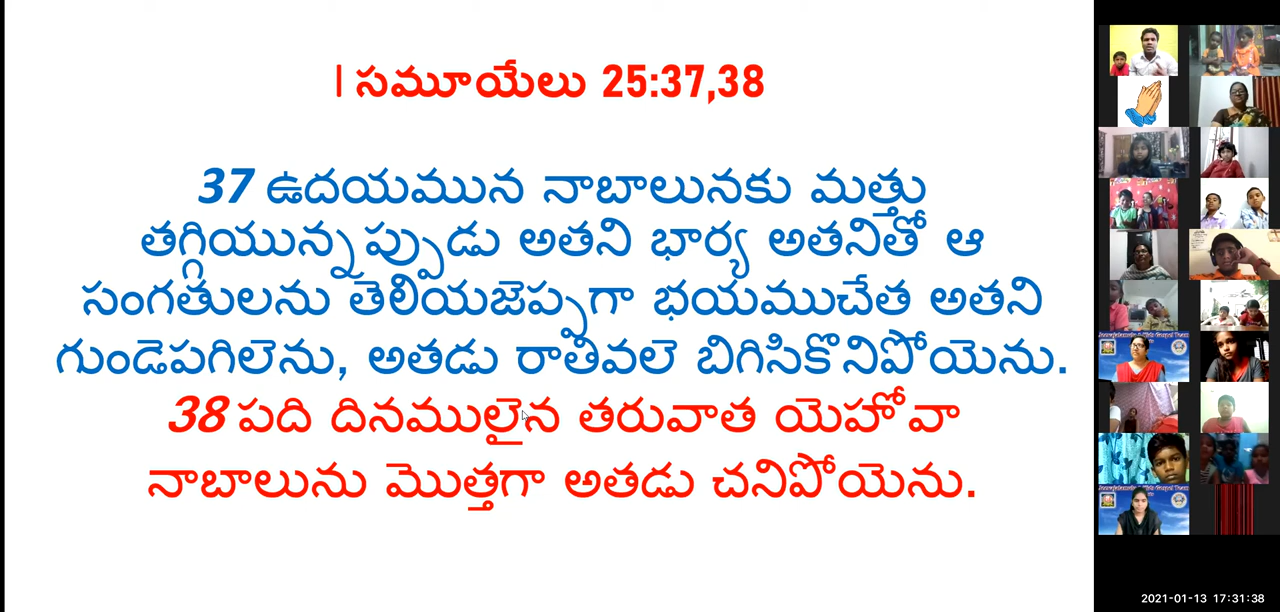 I సమూయేలు 25:37,38
37 ఉదయమున నాబాలునకు మత్తు
తగ్గియున్నప్పుడు అతని భార్య అతనితో ఆ
సంగతులను తెలియజెప్పగా భయముచేత అతని
గుండెపగిలెను, అతడు రాతివలె బిగిసికొనిపోయెను.
38 పది దినములైన తరువాత యెహోవా
నాబాలును మొత్తగా అతడు చనిపోయెను.
2021-01-13 17:31:38